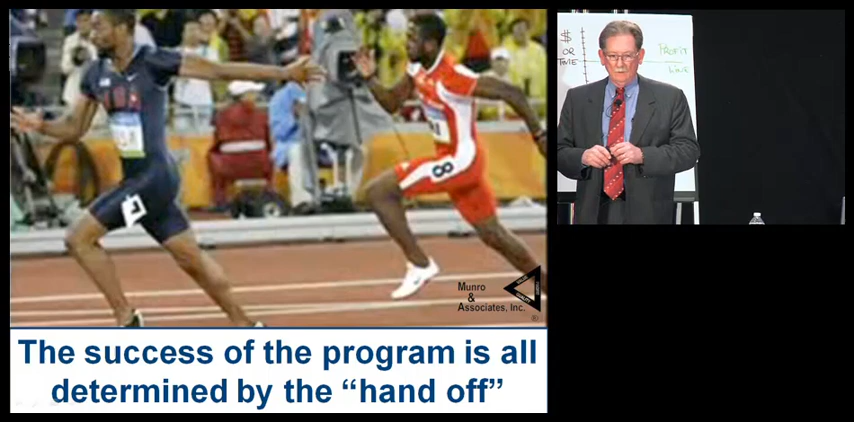 $
OR
TIME
PROFIT
LINE
8
Munro
&
Associates, Inc.
®
The success of the program is all
determined by the “hand off”